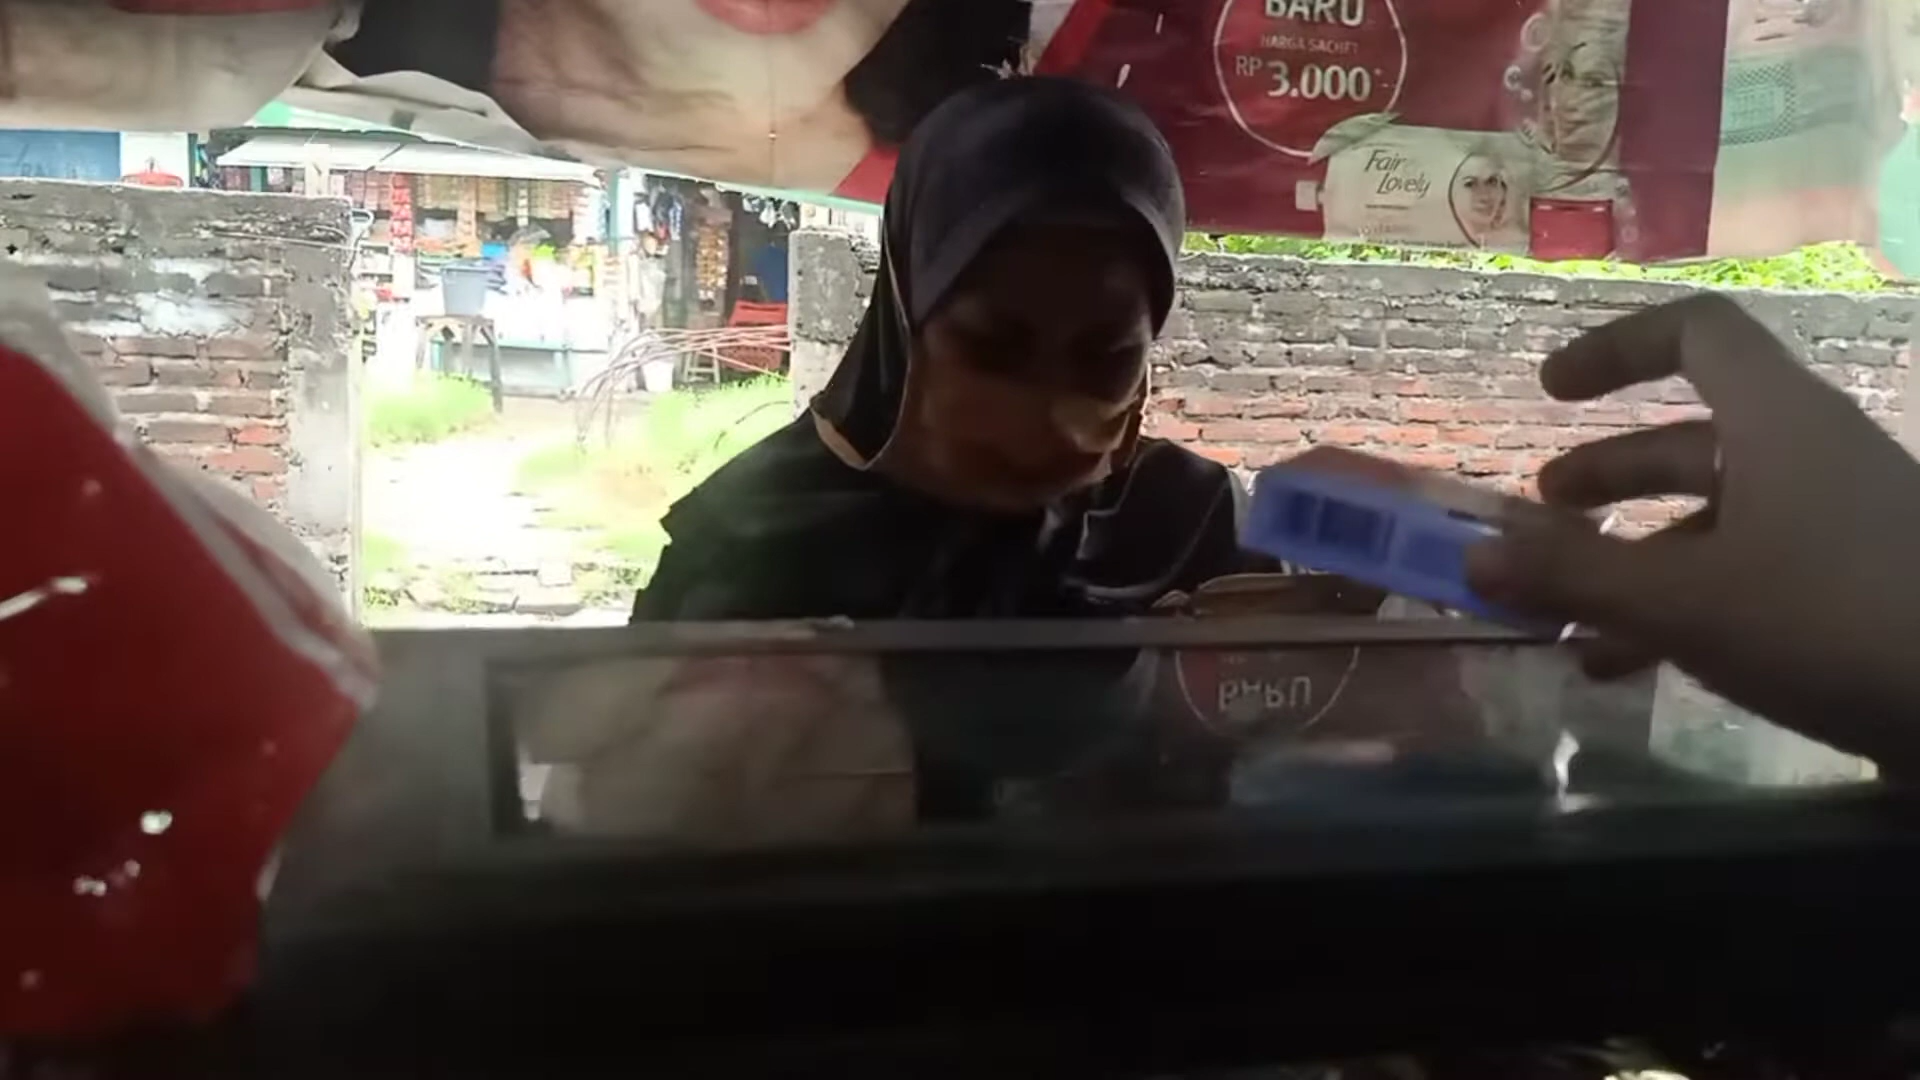 BARU
HARGA SACHET
RP 3.000*
Fair
Lovely
BARU